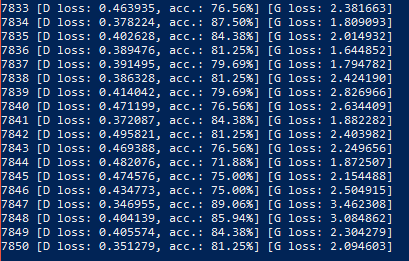 7833 [D loss: 0.463935, acc.: 76.56%] [G loss: 2.381663]
7834 [D loss: 0.378224, acc.: 87.50%] [G loss: 1.809093]
7835 [D loss: 0.402628, acc.: 84.38%] [G loss: 2.014932]
7836 [D loss: 0.389476, acc.: 81.25%] [G loss: 1.644852]
7837 [D loss: 0.391495, acc.: 79.69%] [G loss: 1.794782]
7838 [D loss: 0.386328, acc.: 81.25%] [G loss: 2.424190]
7839 [D loss: 0.414042, acc.: 79.69%] [G loss: 2.826966]
7840 [D loss: 0.471199, acc.: 76.56%] [G loss: 2.634409]
7841 [D loss: 0.372087, acc.: 84.38%] [G loss: 1.882282]
7842 [D loss: 0.495821, acc.: 81.25%] [G loss: 2.403982]
7843 [D loss: 0.469388, acc.: 76.56%] [G loss: 2.249656]
7844 [D loss: 0.482076, acc.: 71.88%] [G loss: 1.872507]
7845 [D loss: 0.474576, acc.: 75.00%] [G loss: 2.154488]
7846 [D loss: 0.434773, acc.: 75.00%] [G loss: 2.504915]
7847 [D loss: 0.346955, acc.: 89.06%] [G loss: 3.462308]
7848 [D loss: 0.404139, acc.: 85.94%] [G loss: 3.084862]
7849 [D loss: 0.405574, acc.: 84.38%] [G loss: 2.304279]
7850 [D loss: 0.351279, acc.: 81.25%] [G loss: 2.094603]